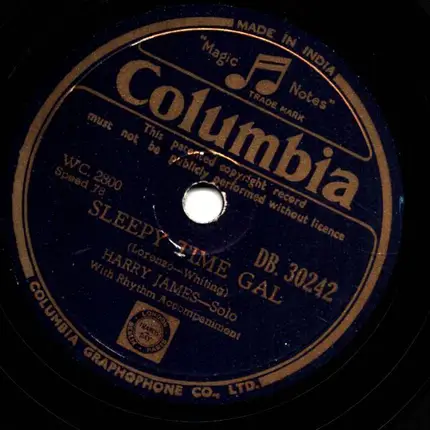 MADE IN INDIA
"Magic Notes"
TRADE MARK
Columbia
This patented copyright record
must not be publicly performed without licence
WC. 2800
Speed 78
SLEEPY TIME GAL
(Lorenzo—Whiting)
DB. 30242
HARRY JAMES—Solo
With Rhythm Accompaniment
COLUMBIA GRAPHOPHONE CO., LTD.